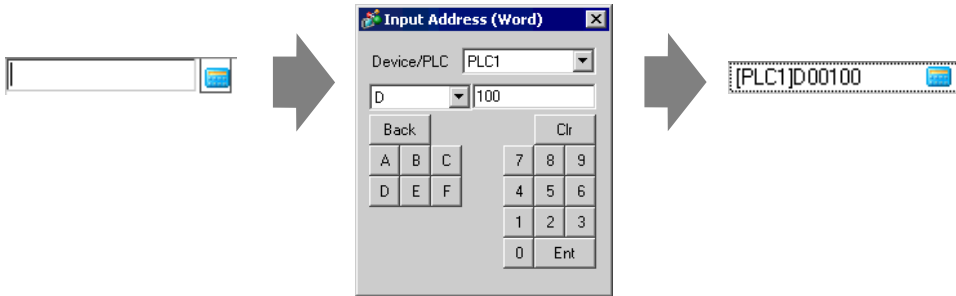 Input Address (Word)
Device/PLC PLC1
D 100
Back Clr
A B C 7 8 9
D E F 4 5 6
1 2 3
0 Ent
[PLC1]D00100